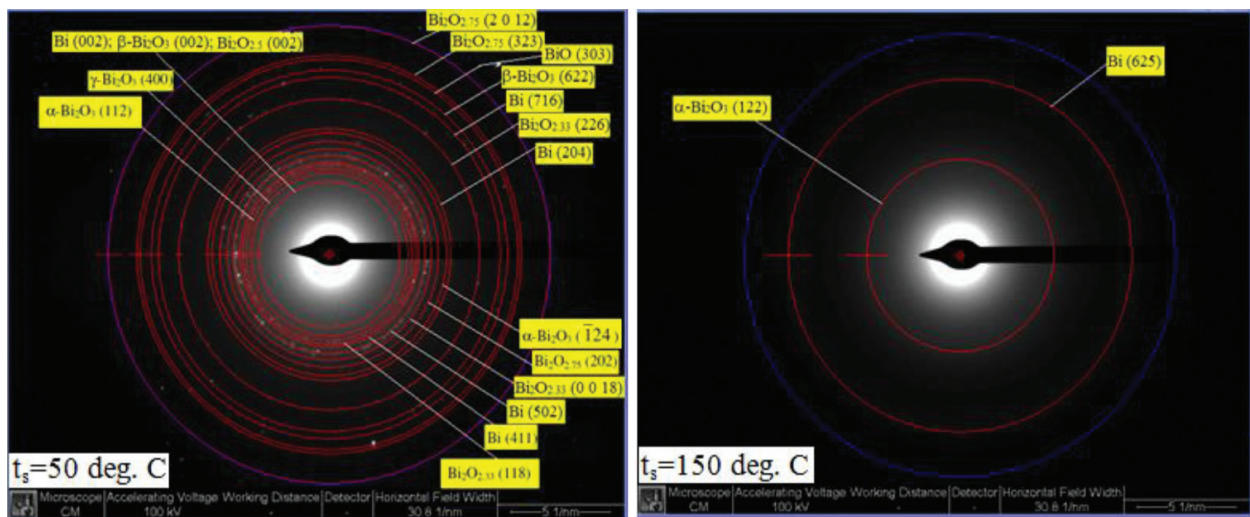 Bi₂O₂.₇₅ (2 0 12)
Bi (002); β-Bi₂O₃ (002); Bi₂O₂.₅ (002)
Bi₂O₂.₇₅ (323)
BiO (303)
γ-Bi₂O₃ (400)
β-Bi₂O₃ (622)
α-Bi₂O₃ (112)
Bi (716)
Bi₂O₂.₃₃ (226)
Bi (204)
α-Bi₂O₃ (1̅24)
Bi₂O₂.₇₅ (202)
Bi₂O₂.₃₃ (0 0 18)
Bi (502)
Bi (411)
Bi₂O₂.₃₃ (118)
tₛ=50 deg. C
Microscope Accelerating Voltage Working Distance Detector Horizontal Field Width
CM 100 kV - - 30.8 1/nm 5 1/nm
Bi (625)
α-Bi₂O₃ (122)
tₛ=150 deg. C
Microscope Accelerating Voltage Working Distance Detector Horizontal Field Width
CM 100 kV - - 30.8 1/nm 5 1/nm